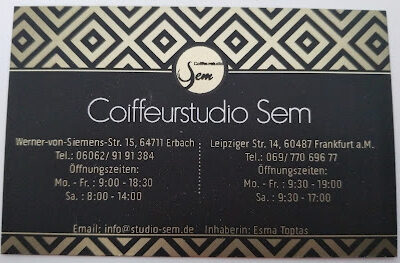 Coiffeurstudio
Sem
Coiffeurstudio Sem
Werner-von-Siemens-Str. 15, 64711 Erbach
Tel.: 06062/ 91 91 384
Öffnungszeiten:
Mo. - Fr. : 9:00 - 18:30
Sa. : 8:00 - 14:00
Leipziger Str. 14, 60487 Frankfurt a.M.
Tel.: 069/ 770 696 77
Öffnungszeiten:
Mo. - Fr. : 9:30 - 19:00
Sa. : 9:30 - 17:00
Email: info@studio-sem.de Inhaberin: Esma Toptas